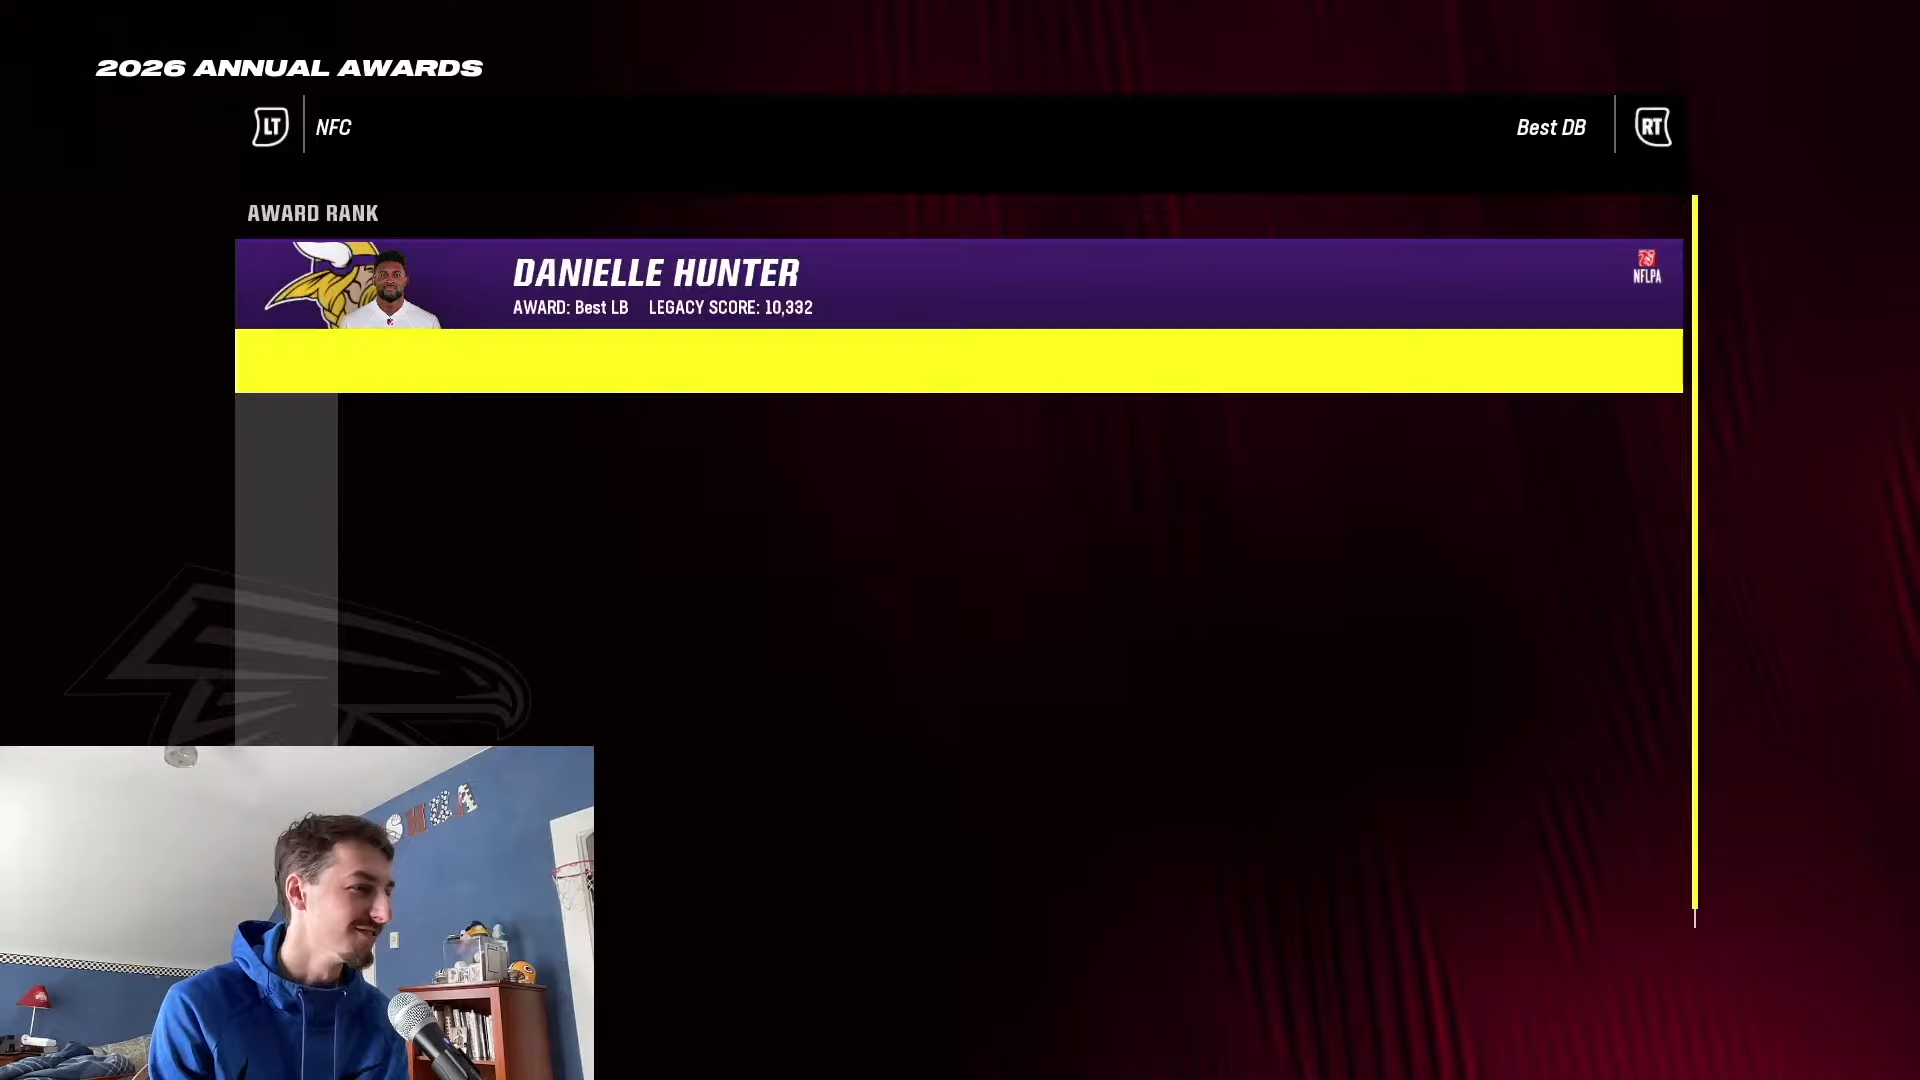 2026 ANNUAL AWARDS
LT NFC Best DB RT
AWARD RANK
DANIELLE HUNTER
AWARD: Best LB LEGACY SCORE: 10,332
NFLPA